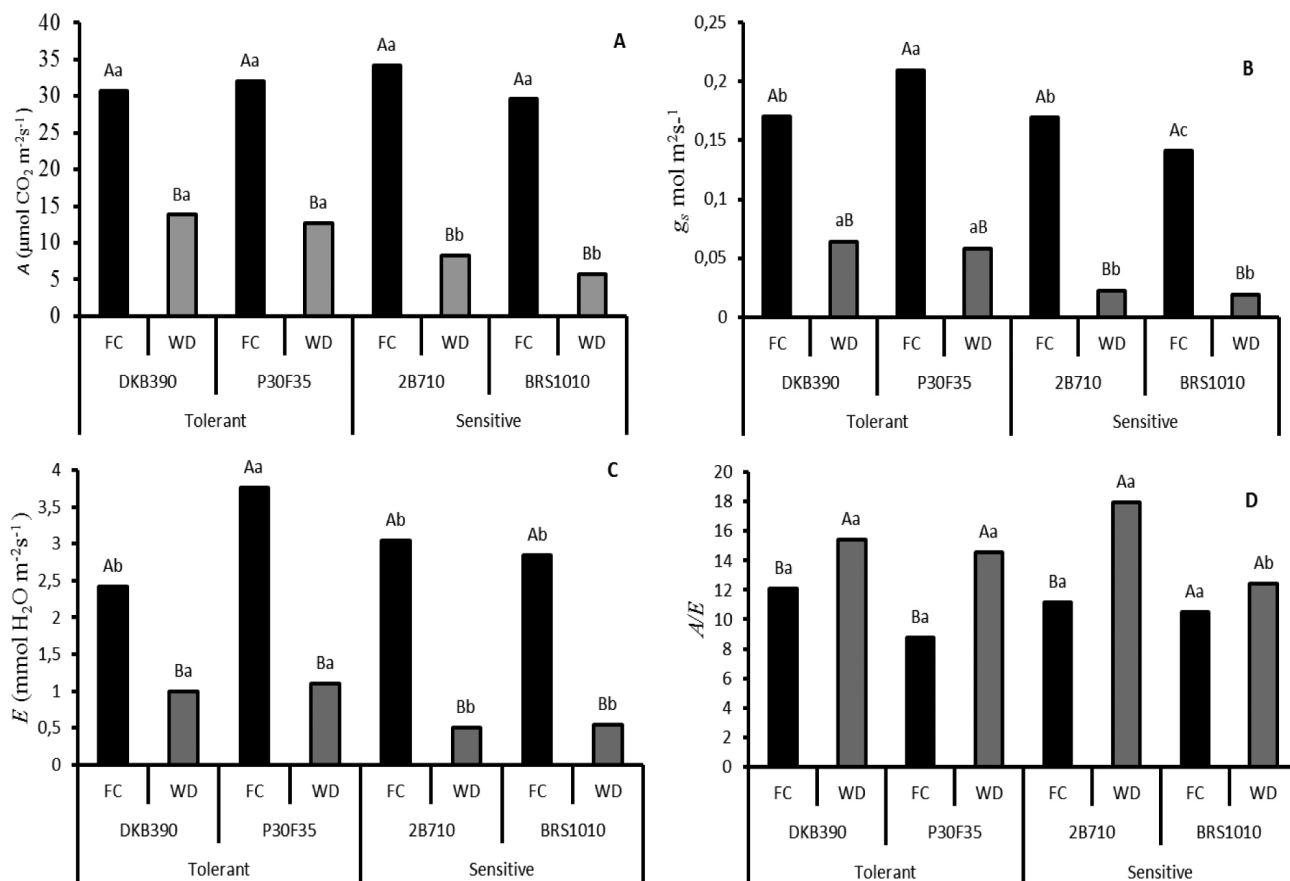 A
A (µmol CO2 m-2s-1)
40
35
30
25
20
15
10
5
0
Aa
Ba
Aa
Ba
Aa
Bb
Aa
Bb
FC WD FC WD FC WD FC WD
DKB390 P30F35 2B710 BRS1010
Tolerant Sensitive
B
gs mol m2s-1
0,25
0,2
0,15
0,1
0,05
0
Ab
aB
Aa
aB
Ab
Bb
Ac
Bb
FC WD FC WD FC WD FC WD
DKB390 P30F35 2B710 BRS1010
Tolerant Sensitive
C
E (mmol H2O m-2s-1)
4
3,5
3
2,5
2
1,5
1
0,5
0
Ab
Ba
Aa
Ba
Ab
Bb
Ab
Bb
FC WD FC WD FC WD FC WD
DKB390 P30F35 2B710 BRS1010
Tolerant Sensitive
D
A/E
20
18
16
14
12
10
8
6
4
2
0
Ba
Aa
Ba
Aa
Ba
Aa
Aa
Ab
FC WD FC WD FC WD FC WD
DKB390 P30F35 2B710 BRS1010
Tolerant Sensitive